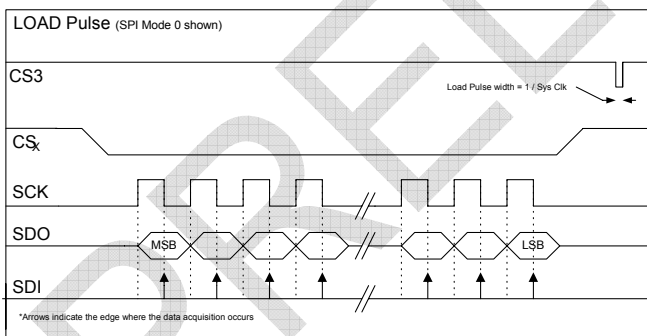 LOAD Pulse (SPI Mode 0 shown)
CS3
Load Pulse width = 1 / Sys Clk
CSx
SCK
SDO
MSB
LSB
SDI
*Arrows indicate the edge where the data acquisition occurs